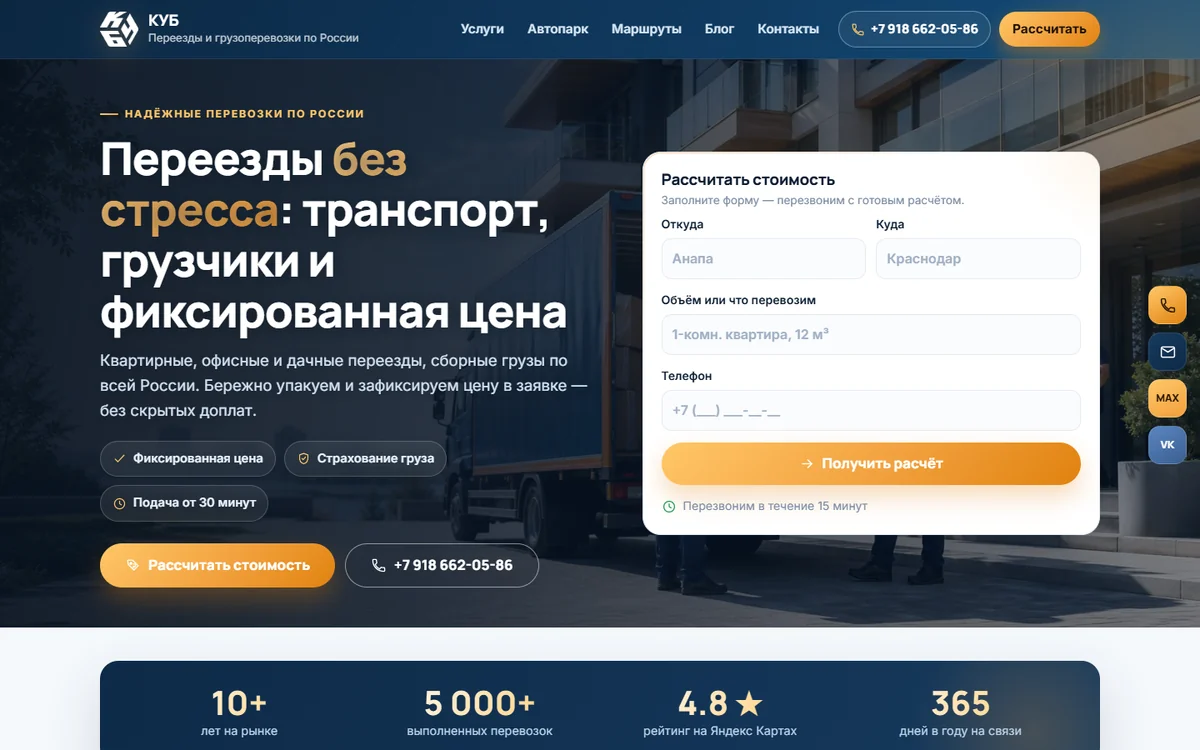 КУБ
Переезды и грузоперевозки по России
Услуги
Автопарк
Маршруты
Блог
Контакты
+7 918 662-05-86
Рассчитать
НАДЁЖНЫЕ ПЕРЕВОЗКИ ПО РОССИИ
Переезды без
стресса: транспорт,
грузчики и
фиксированная цена
Квартирные, офисные и дачные переезды, сборные грузы по
всей России. Бережно упакуем и зафиксируем цену в заявке —
без скрытых доплат.
Фиксированная цена
Страхование груза
Подача от 30 минут
Рассчитать стоимость
+7 918 662-05-86
Рассчитать стоимость
Заполните форму — перезвоним с готовым расчётом.
Откуда
Куда
Анапа
Краснодар
Объём или что перевозим
1-комн. квартира, 12 м³
Телефон
+7 (___) ___-__-__
Получить расчёт
Перезвоним в течение 15 минут
MAX
VK
10+
лет на рынке
5 000+
выполненных перевозок
4.8 ★
рейтинг на Яндекс Картах
365
дней в году на связи